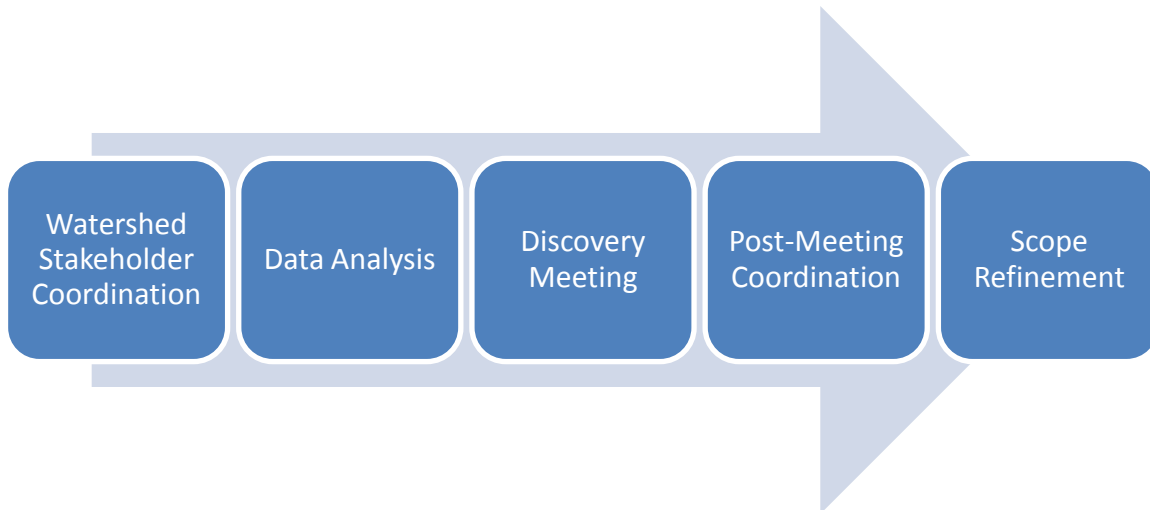 Watershed
Stakeholder
Coordination
Data Analysis
Discovery
Meeting
Post-Meeting
Coordination
Scope
Refinement